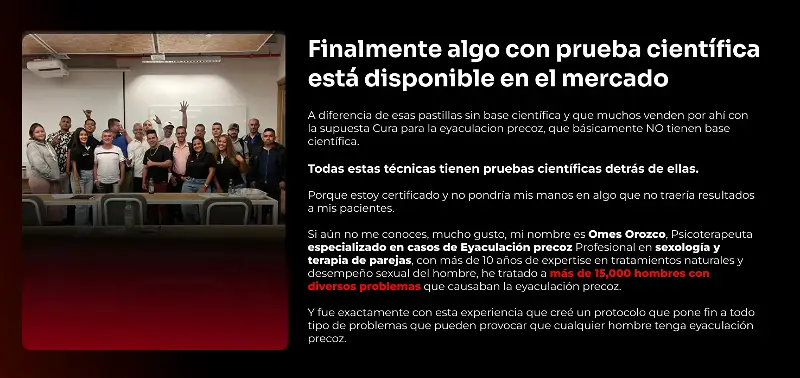 Finalmente algo con prueba científica
está disponible en el mercado
A diferencia de esas pastillas sin base científica y que muchos venden por ahí con
la supuesta Cura para la eyaculacion precoz, que básicamente NO tienen base
científica.
Todas estas técnicas tienen pruebas científicas detrás de ellas.
Porque estoy certificado y no pondría mis manos en algo que no traería resultados
a mis pacientes.
Si aún no me conoces, mucho gusto, mi nombre es Omes Orozco, Psicoterapeuta
especializado en casos de Eyaculación precoz Profesional en sexología y
terapia de parejas, con más de 10 años de expertise en tratamientos naturales y
desempeño sexual del hombre, he tratado a más de 15,000 hombres con
diversos problemas que causaban la eyaculación precoz.
Y fue exactamente con esta experiencia que creé un protocolo que pone fin a todo
tipo de problemas que pueden provocar que cualquier hombre tenga eyaculación
precoz.